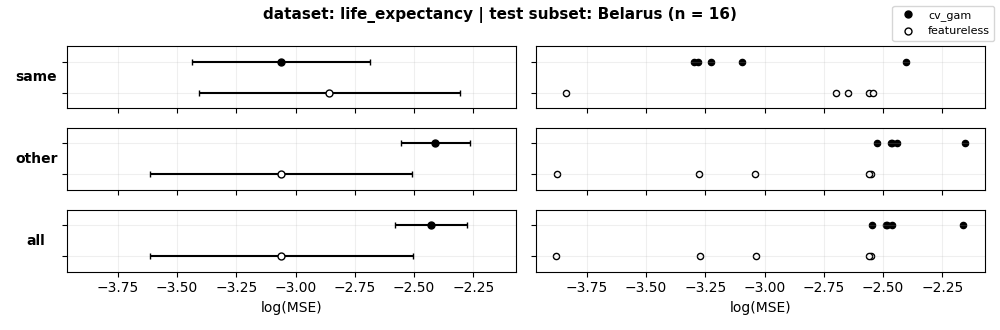 dataset: life_expectancy | test subset: Belarus (n = 16)
cv_gam
featureless
same
other
all
−3.75 −3.50 −3.25 −3.00 −2.75 −2.50 −2.25
−3.75 −3.50 −3.25 −3.00 −2.75 −2.50 −2.25
log(MSE)
log(MSE)